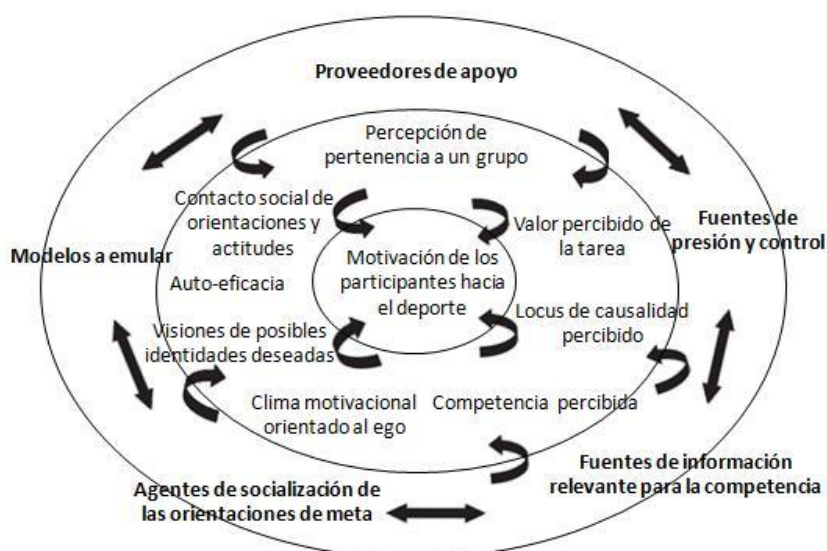 Proveedores de apoyo
Percepción de
pertenencia a un grupo
Contacto social de
orientaciones y
actitudes
Valor percibido de
la tarea
Fuentes de
presión y control
Modelos a emular
Motivación de los
participantes hacia
el deporte
Auto-eficacia
Locus de causalidad
percibido
Visiones de posibles
identidades deseadas
Clima motivacional
orientado al ego
Competencia percibida
Fuentes de información
relevante para la competencia
Agentes de socialización de
las orientaciones de meta